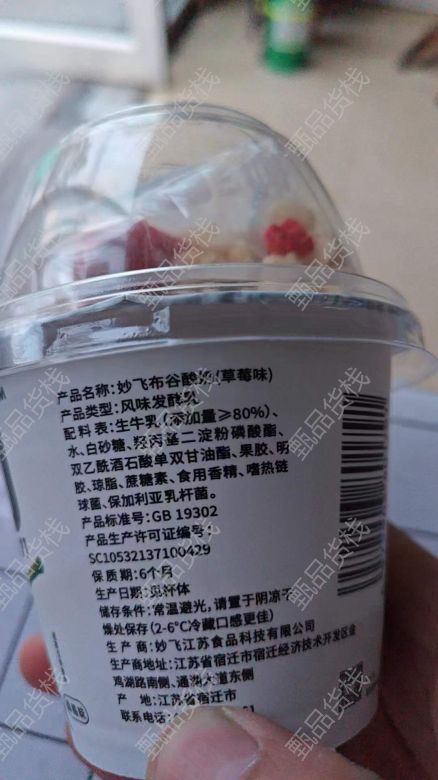 产品名称:妙飞布谷酸奶(草莓味)
产品类型:风味发酵乳
配料表:生牛乳(添加量≥80%)、
水、白砂糖、羟丙基二淀粉磷酸酯、
双乙酰酒石酸单双甘油酯、果胶、明
胶、琼脂、蔗糖素、食用香精、嗜热链
球菌、保加利亚乳杆菌。
产品标准号:GB 19302
产品生产许可证编号:
SC10532137100429
保质期:6个月
生产日期:见杯体
储存条件:常温避光,请置于阴凉干
燥处保存(2-6°C冷藏口感更佳)
生产商:妙飞江苏食品科技有限公司
生产商地址:江苏省宿迁市宿迁经济技术开发区金
鸡湖路南侧、通湖大道东侧
产地:江苏省宿迁市
联系电话:
甄品货栈